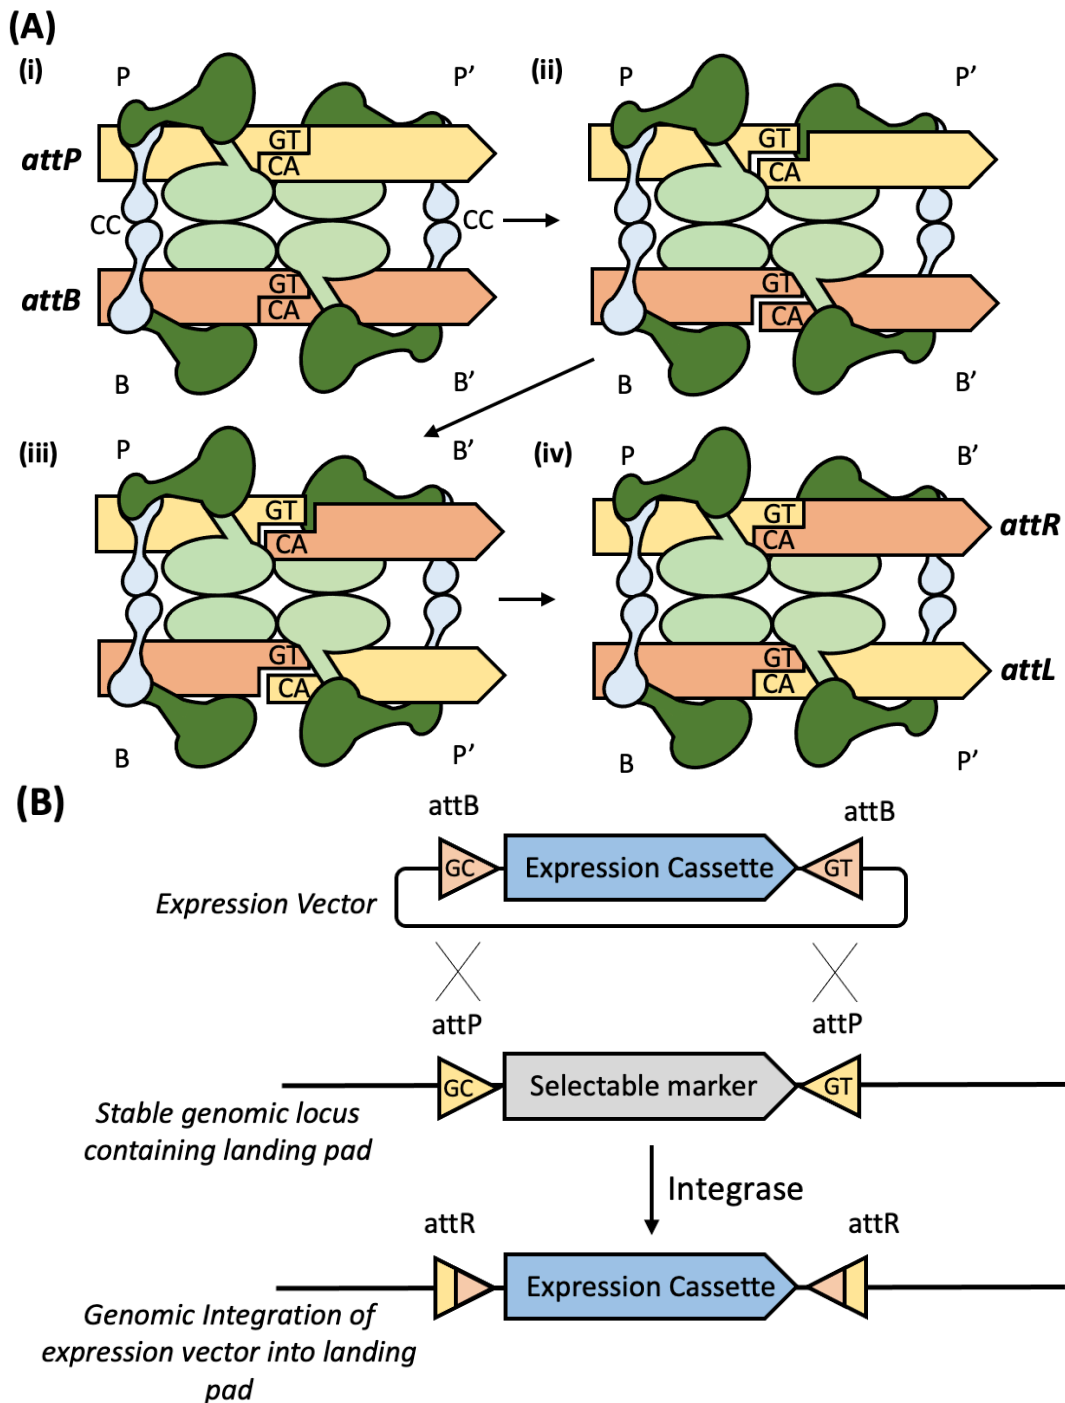 (A)
(i)
P
P’
(ii)
P
P’
attP
GT
CA
GT
CA
CC
CC
attB
GT
CA
GT
CA
B
B’
B
B’
(iii)
P
B’
(iv)
P
B’
GT
CA
GT
CA
attR
GT
CA
GT
CA
attL
B
P’
B
P’
(B)
attB
attB
GC
Expression Cassette
GT
Expression Vector
attP
attP
GC
Selectable marker
GT
Stable genomic locus
containing landing pad
Integrase
attR
attR
Expression Cassette
Genomic Integration of
expression vector into landing
pad